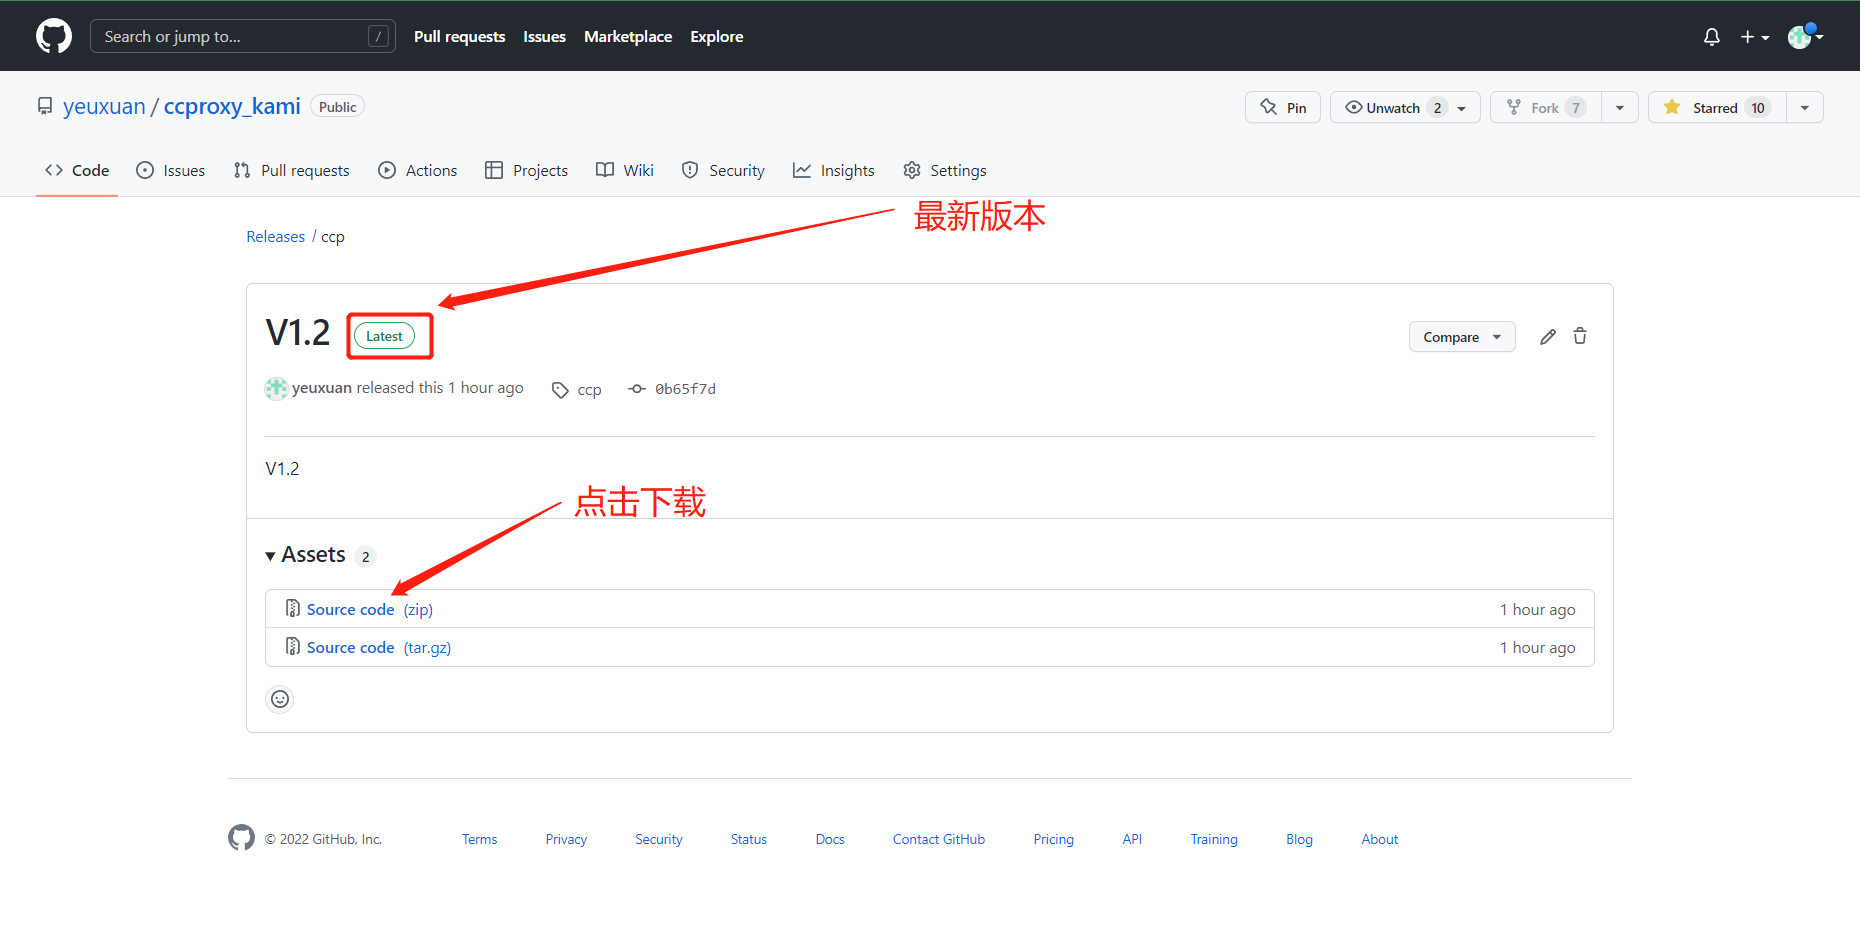 Search or jump to... / Pull requests Issues Marketplace Explore
yeuxuan / ccproxy_kami Public Pin Unwatch 2 Fork 7 Starred 10
Code Issues Pull requests Actions Projects Wiki Security Insights Settings
最新版本
Releases / ccp
V1.2 Latest Compare
yeuxuan released this 1 hour ago ccp 0b65f7d
V1.2
点击下载
Assets 2
Source code (zip) 1 hour ago
Source code (tar.gz) 1 hour ago
© 2022 GitHub, Inc. Terms Privacy Security Status Docs Contact GitHub Pricing API Training Blog About